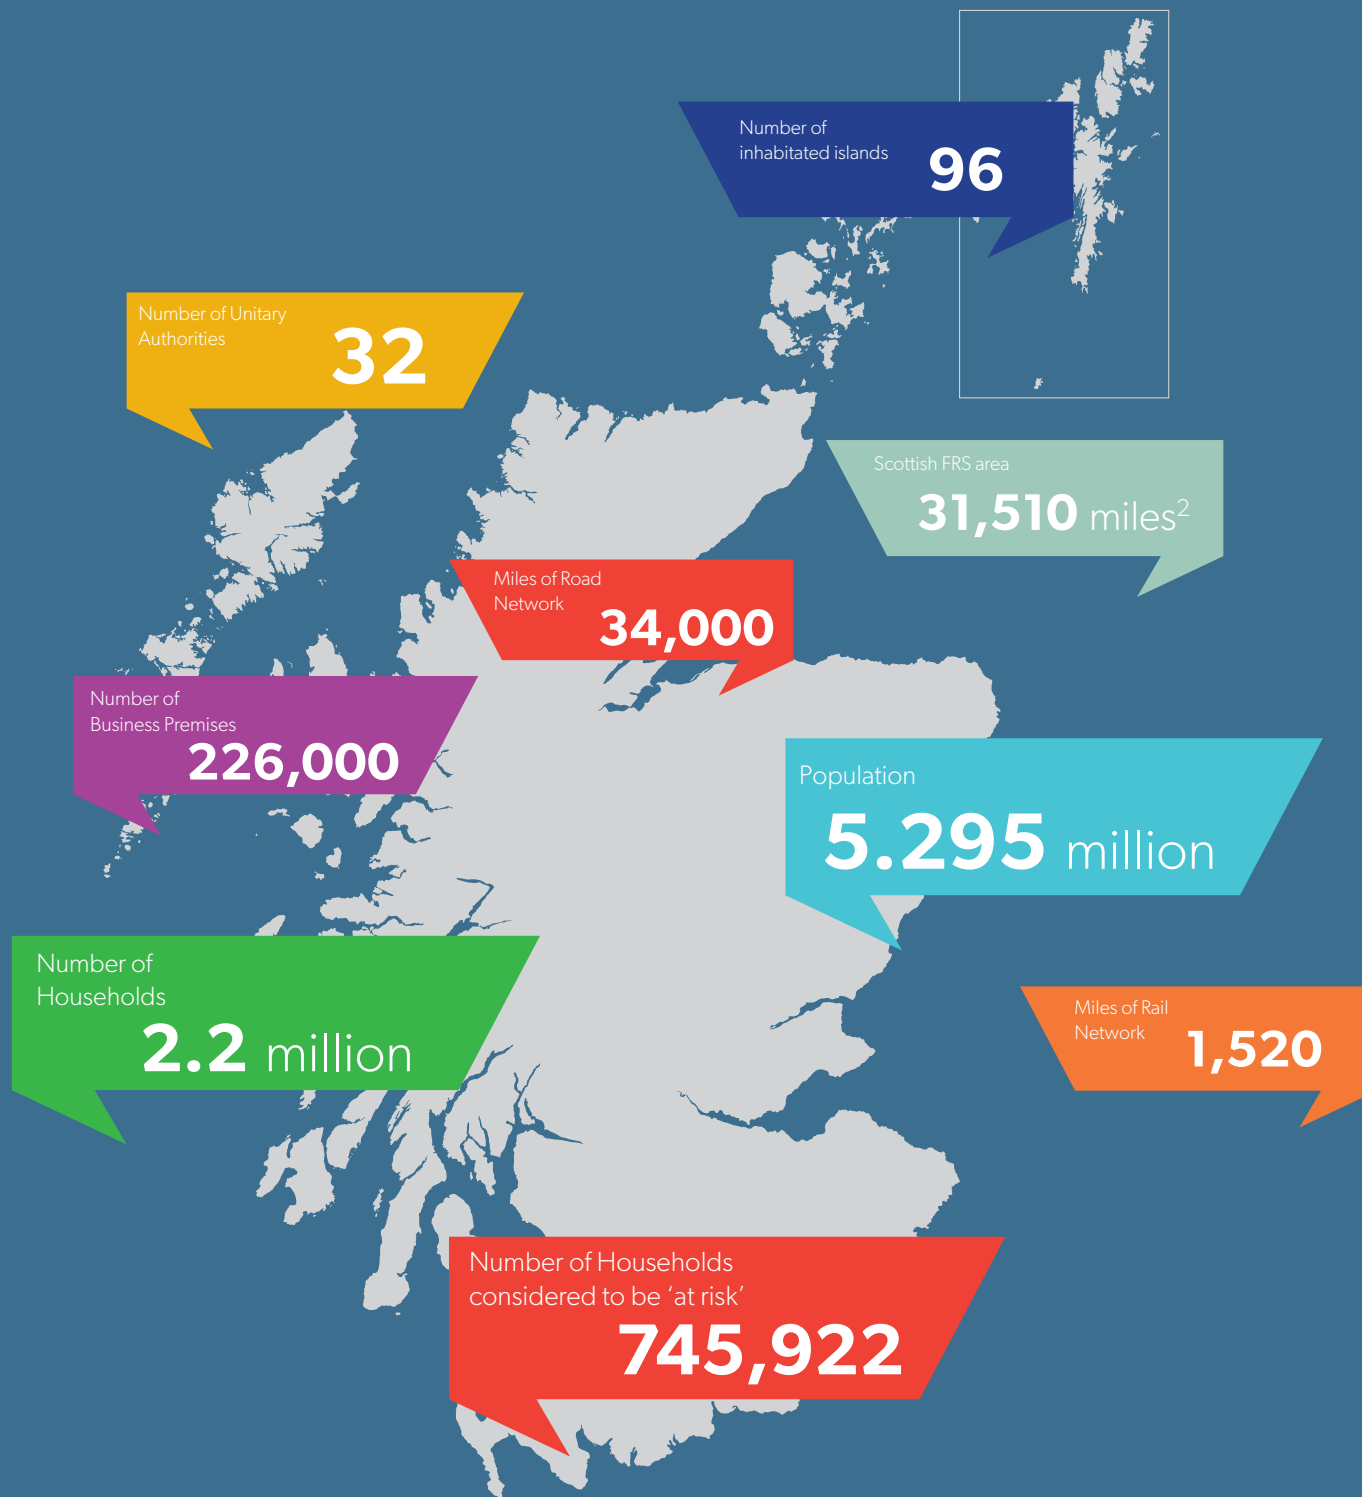 Number of
inhabitated islands
96
Number of Unitary
Authorities
32
Scottish FRS area
31,510 miles²
Miles of Road
Network
34,000
Number of
Business Premises
226,000
Population
5.295 million
Number of
Households
2.2 million
Miles of Rail
Network
1,520
Number of Households
considered to be ‘at risk’
745,922